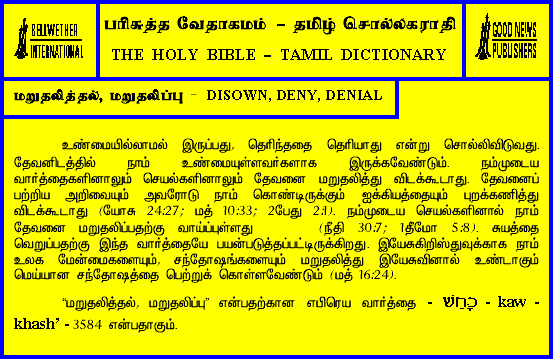 BELLWETHER
INTERNATIONAL
பரிசுத்த வேதாகமம் – தமிழ் சொல்லகராதி
THE HOLY BIBLE – TAMIL DICTIONARY
GOOD NEWS
PUBLISHERS
மறுதலித்தல், மறுதலிப்பு – DISOWN, DENY, DENIAL
உண்மையில்லாமல் இருப்பது, தெரிந்ததை தெரியாது என்று சொல்லிவிடுவது.
தேவனிடத்தில் நாம் உண்மையுள்ளவர்களாக இருக்கவேண்டும். நம்முடைய
வார்த்தைகளினாலும் செயல்களினாலும் தேவனை மறுதலித்து விடக்கூடாது. தேவனைப்
பற்றிய அறிவையும் அவரோடு நாம் கொண்டிருக்கும் ஐக்கியத்தையும் புறக்கணித்து
விடக்கூடாது (யோசு 24:27; மத் 10:33; 2பேது 2:1). நம்முடைய செயல்களினால் நாம்
தேவனை மறுதலிப்பதற்கு வாய்ப்புள்ளது (நீதி 30:7; 1தீமோ 5:8). சுயத்தை
வெறுப்பதற்கு இந்த வார்த்தையே பயன்படுத்தப்பட்டிருக்கிறது. இயேசுகிறிஸ்துவுக்காக நாம்
உலக மேன்மைகளையும், சந்தோஷங்களையும் மறுதலித்து இயேசுவினால் உண்டாகும்
மெய்யான சந்தோஷத்தை பெற்றுக் கொள்ளவேண்டும் (மத் 16:24).
“மறுதலித்தல், மறுதலிப்பு” என்பதற்கான எபிரெய வார்த்தை - כָּחַשׁ - kaw -
khash’ - 3584 என்பதாகும்.